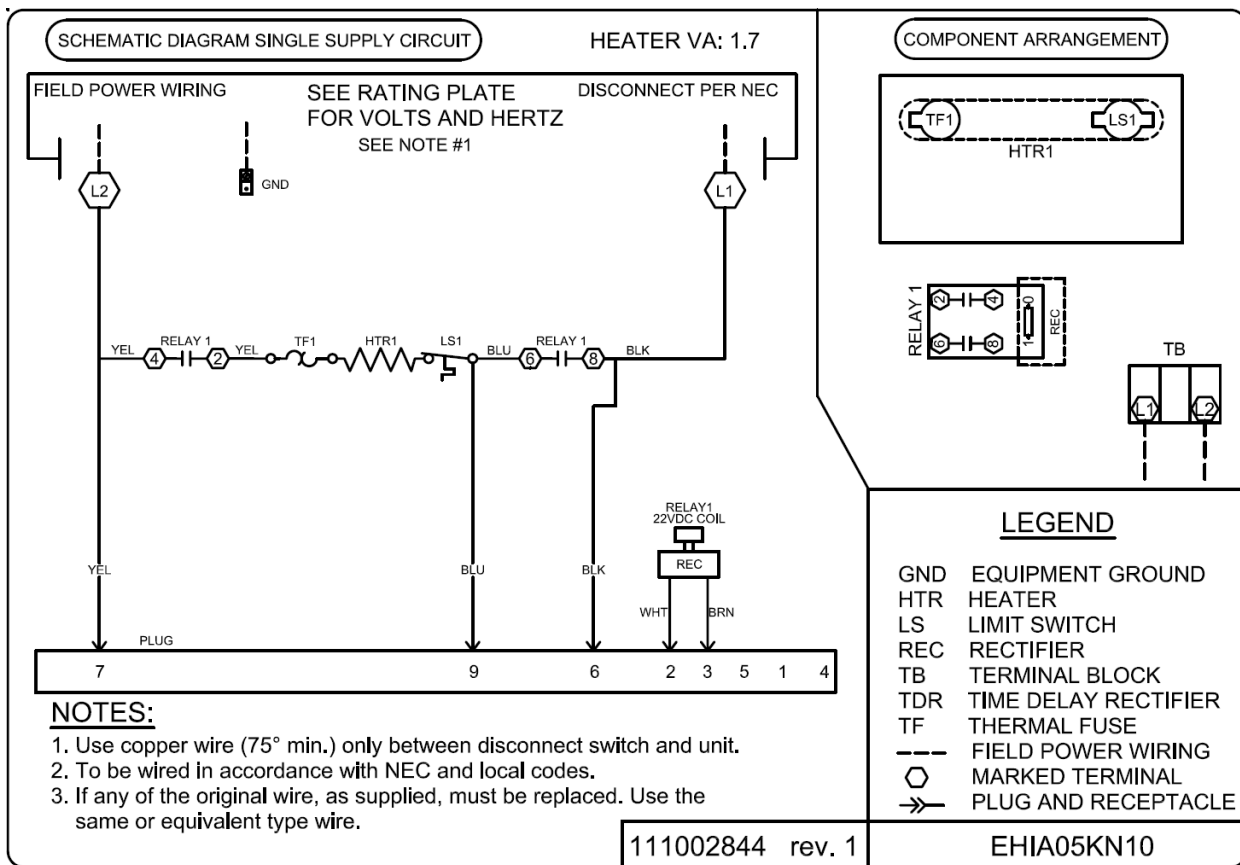 SCHEMATIC DIAGRAM SINGLE SUPPLY CIRCUIT
HEATER VA: 1.7
FIELD POWER WIRING
SEE RATING PLATE
FOR VOLTS AND HERTZ
SEE NOTE #1
DISCONNECT PER NEC
L2
GND
L1
YEL
4
RELAY 1
2
YEL
TF1
HTR1
LS1
BLU
6
RELAY 1
8
BLK
RELAY1
22VDC COIL
REC
YEL
BLU
BLK
WHT
BRN
PLUG
7 9 6 2 3 5 1 4
NOTES:
1. Use copper wire (75° min.) only between disconnect switch and unit.
2. To be wired in accordance with NEC and local codes.
3. If any of the original wire, as supplied, must be replaced. Use the
same or equivalent type wire.
COMPONENT ARRANGEMENT
TF1
LS1
HTR1
RELAY 1
2
4
6
8
0
1
REC
TB
L1
L2
LEGEND
GND EQUIPMENT GROUND
HTR HEATER
LS LIMIT SWITCH
REC RECTIFIER
TB TERMINAL BLOCK
TDR TIME DELAY RECTIFIER
TF THERMAL FUSE
FIELD POWER WIRING
MARKED TERMINAL
PLUG AND RECEPTACLE
111002844 rev. 1
EHIA05KN10